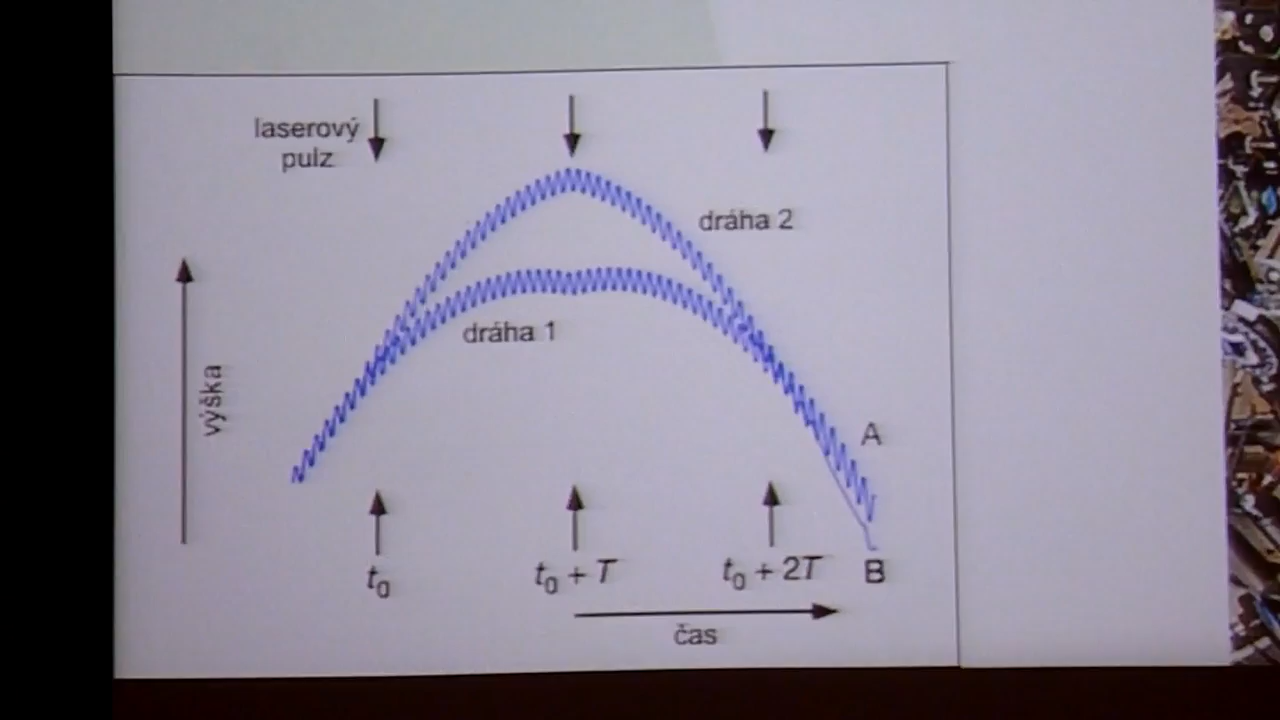 laserový
pulz
dráha 2
dráha 1
výška
A
t₀
t₀ + T
t₀ + 2T
B
čas